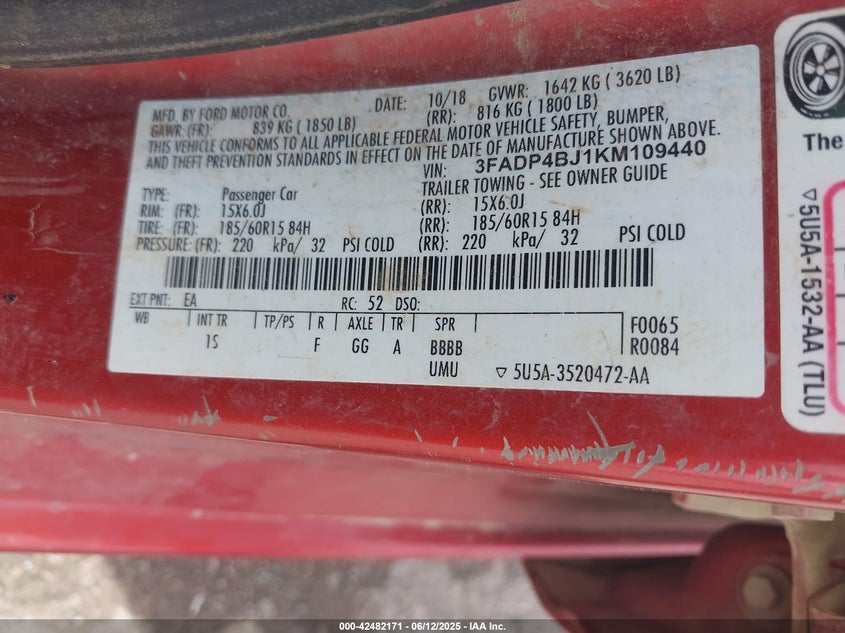 MFD. BY FORD MOTOR CO. DATE: 10/18 GVWR: 1642 KG ( 3620 LB)
GAWR: (FR): 839 KG ( 1850 LB) (RR): 816 KG ( 1800 LB)
THIS VEHICLE CONFORMS TO ALL APPLICABLE FEDERAL MOTOR VEHICLE SAFETY, BUMPER,
AND THEFT PREVENTION STANDARDS IN EFFECT ON THE DATE OF MANUFACTURE SHOWN ABOVE.
VIN: 3FADP4BJ1KM109440
TYPE: Passenger Car TRAILER TOWING - SEE OWNER GUIDE
RIM: (FR): 15X6.0J (RR): 15X6.0J
TIRE: (FR): 185/60R15 84H (RR): 185/60R15 84H
PRESSURE: (FR): 220 kPa/ 32 PSI COLD (RR): 220 kPa/ 32 PSI COLD
EXT PNT: EA RC: 52 DSO:
WB INT TR TP/PS R AXLE TR SPR F0065
1S F GG A BBBB R0084
UMU ▽ 5U5A-3520472-AA
The
▽ 5U5A-1532-AA (TLU)
000-42482171 - 06/12/2025 - IAA Inc.